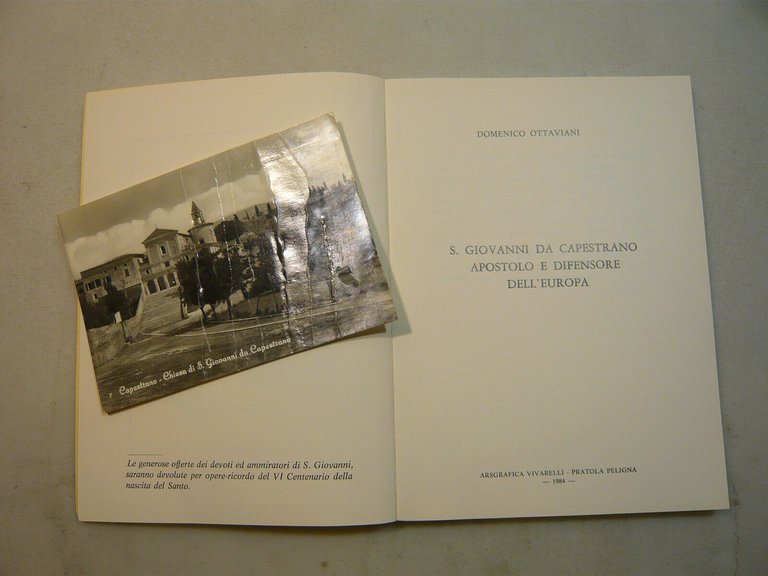 7 Capestrano - Chiesa di S. Giovanni da Capestrano
Le generose offerte dei devoti ed ammiratori di S. Giovanni,
saranno devolute per opere-ricordo del VI Centenario della
nascita del Santo.
DOMENICO OTTAVIANI
S. GIOVANNI DA CAPESTRANO
APOSTOLO E DIFENSORE
DELL'EUROPA
ARSGRAFICA VIVARELLI - PRATOLA PELIGNA
— 1984 —